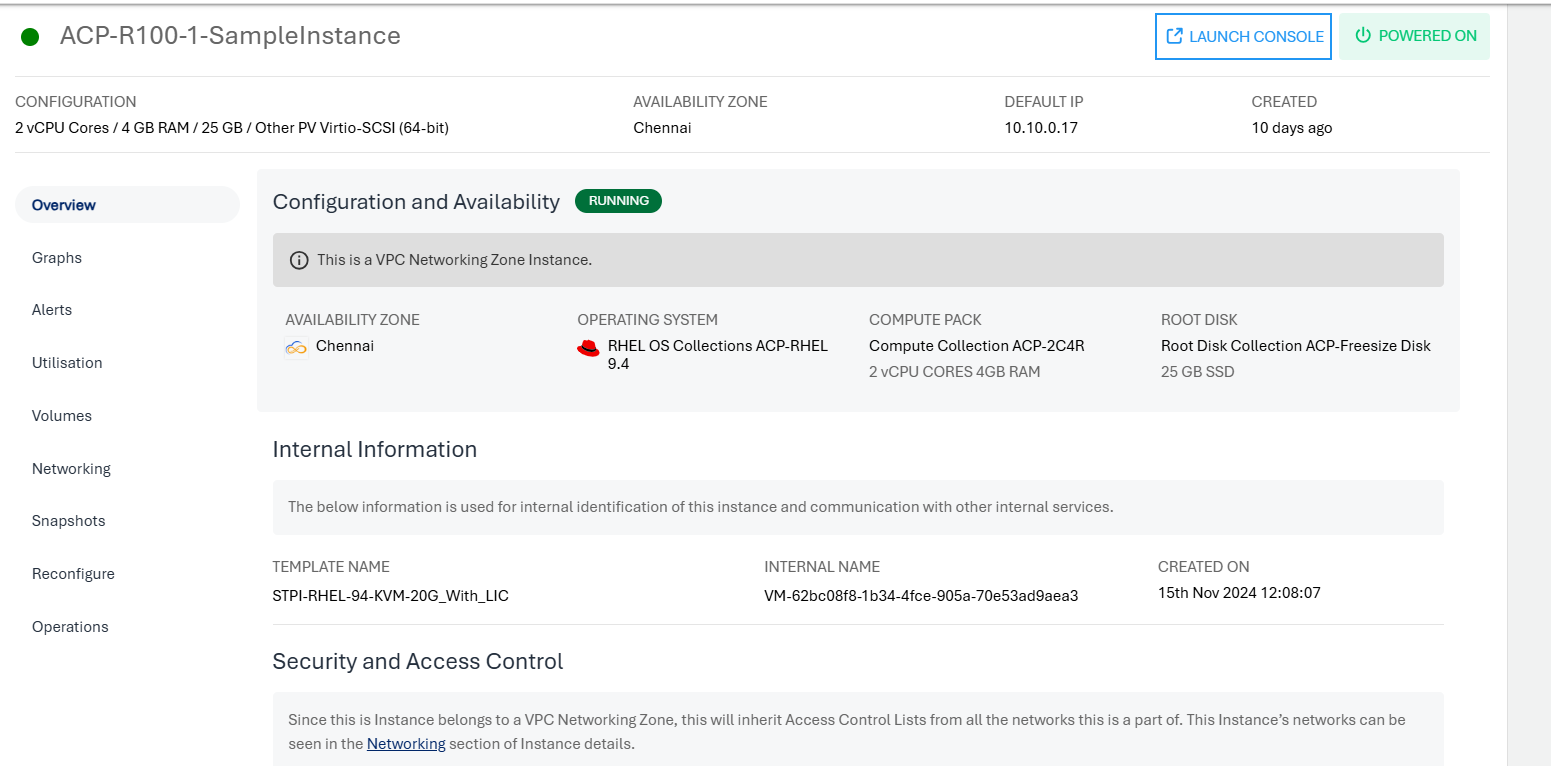 ACP-R100-1-SampleInstance
LAUNCH CONSOLE
POWERED ON
CONFIGURATION
2 vCPU Cores / 4 GB RAM / 25 GB / Other PV Virtio-SCSI (64-bit)
AVAILABILITY ZONE
Chennai
DEFAULT IP
10.10.0.17
CREATED
10 days ago
Overview
Graphs
Alerts
Utilisation
Volumes
Networking
Snapshots
Reconfigure
Operations
Configuration and Availability
RUNNING
This is a VPC Networking Zone Instance.
AVAILABILITY ZONE
Chennai
OPERATING SYSTEM
RHEL OS Collections ACP-RHEL
9.4
COMPUTE PACK
Compute Collection ACP-2C4R
2 vCPU CORES 4GB RAM
ROOT DISK
Root Disk Collection ACP-Freesize Disk
25 GB SSD
Internal Information
The below information is used for internal identification of this instance and communication with other internal services.
TEMPLATE NAME
STPI-RHEL-94-KVM-20G_With_LIC
INTERNAL NAME
VM-62bc08f8-1b34-4fce-905a-70e53ad9aea3
CREATED ON
15th Nov 2024 12:08:07
Security and Access Control
Since this is Instance belongs to a VPC Networking Zone, this will inherit Access Control Lists from all the networks this is a part of. This Instance's networks can be
seen in the Networking section of Instance details.